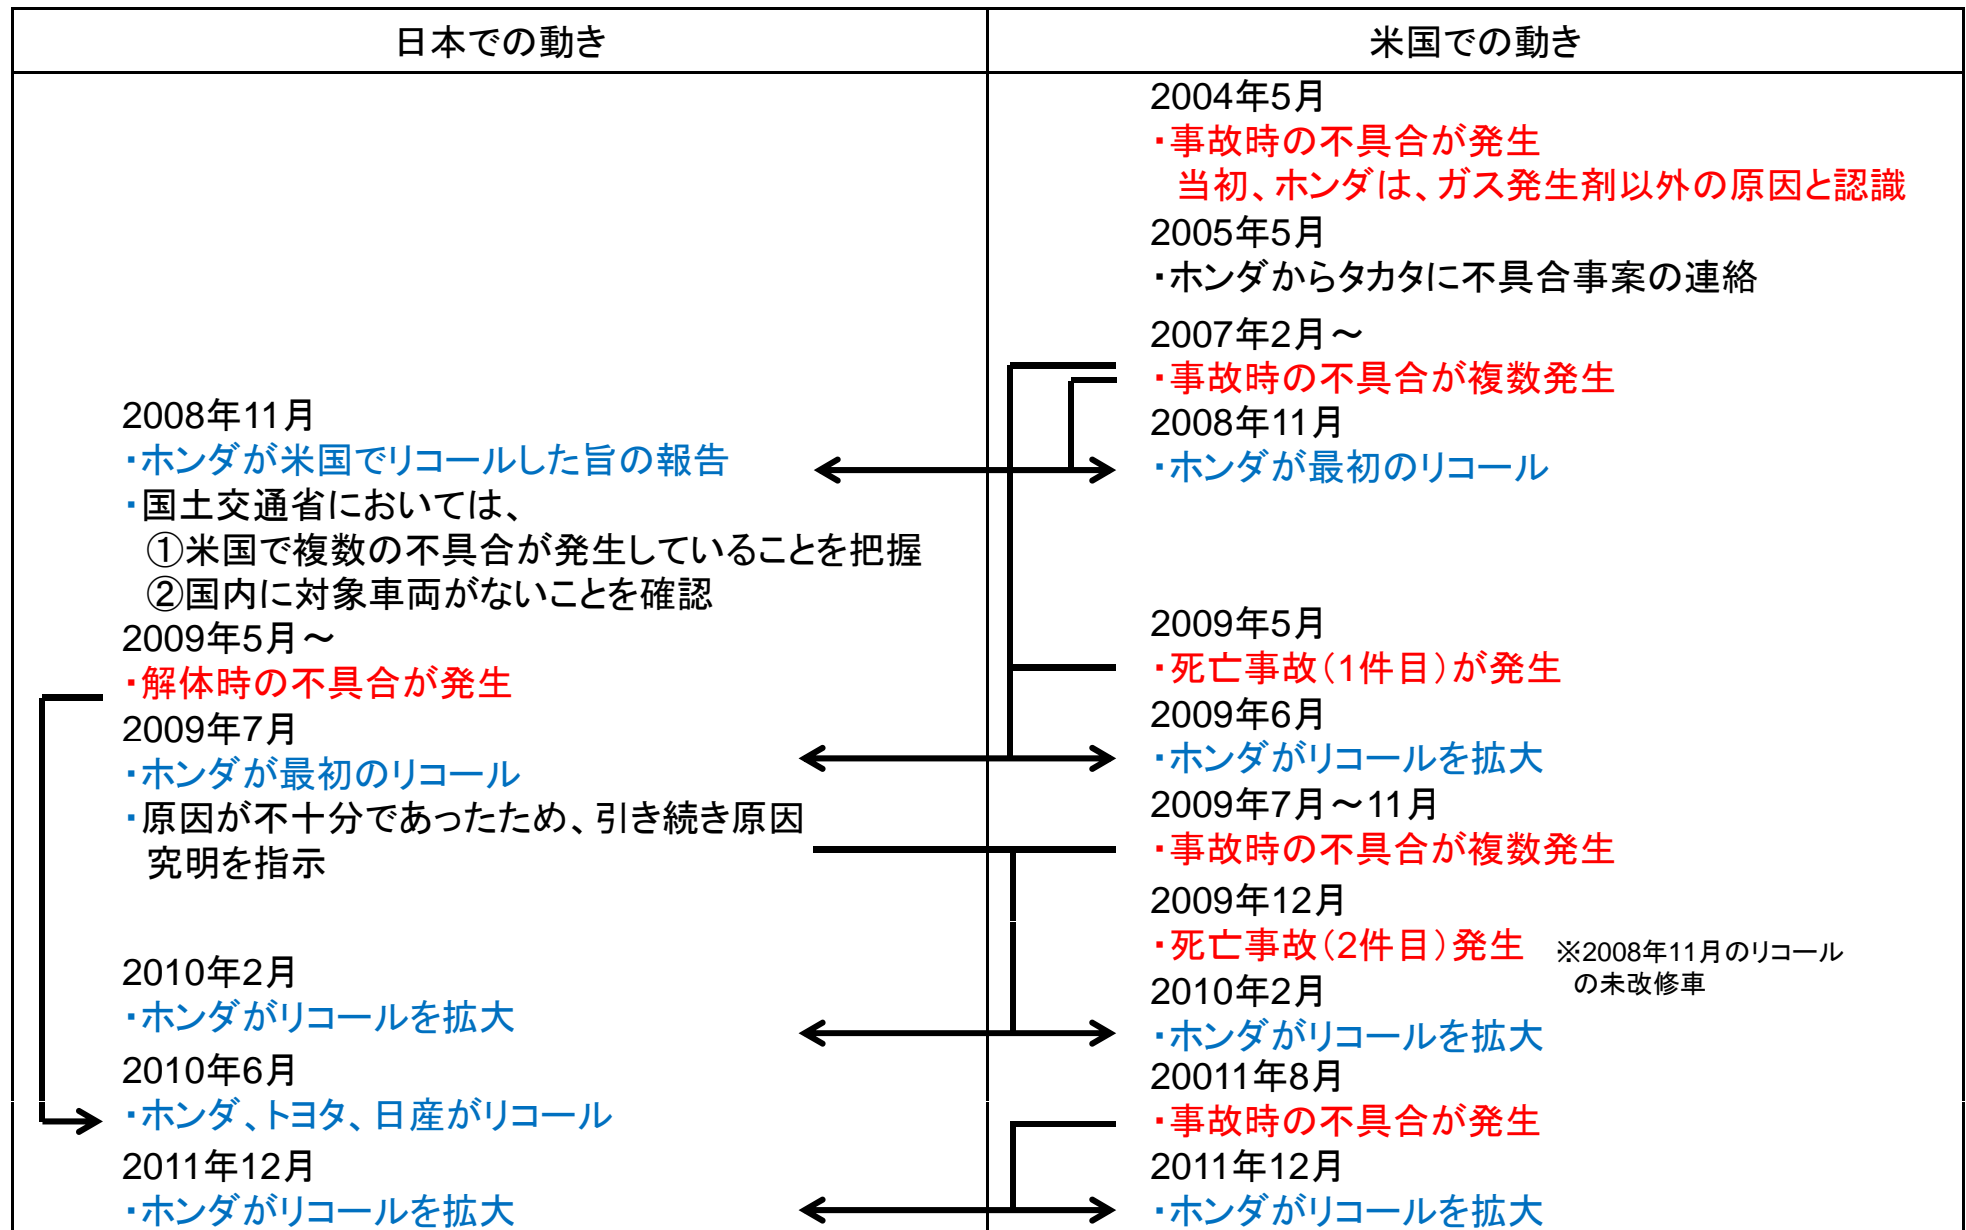 日本での動き
米国での動き
2008年11月
・ホンダが米国でリコールした旨の報告
・国土交通省においては、
①米国で複数の不具合が発生していることを把握
②国内に対象車両がないことを確認
2009年5月～
・解体時の不具合が発生
2009年7月
・ホンダが最初のリコール
・原因が不十分であったため、引き続き原因
究明を指示
2010年2月
・ホンダがリコールを拡大
2010年6月
・ホンダ、トヨタ、日産がリコール
2011年12月
・ホンダがリコールを拡大
2004年5月
・事故時の不具合が発生
当初、ホンダは、ガス発生剤以外の原因と認識
2005年5月
・ホンダからタカタに不具合事案の連絡
2007年2月～
・事故時の不具合が複数発生
2008年11月
・ホンダが最初のリコール
2009年5月
・死亡事故（1件目）が発生
2009年6月
・ホンダがリコールを拡大
2009年7月～11月
・事故時の不具合が複数発生
2009年12月
・死亡事故（2件目）発生
※2008年11月のリコール
の未改修車
2010年2月
・ホンダがリコールを拡大
20011年8月
・事故時の不具合が発生
2011年12月
・ホンダがリコールを拡大